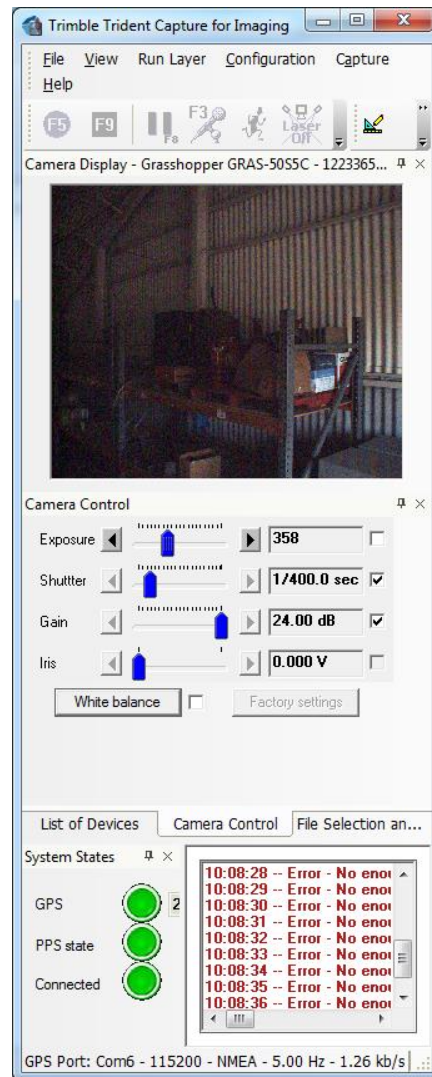 Trimble Trident Capture for Imaging
File View Run Layer Configuration Capture
Help
F5 F9 F8 F3 Laser Off
Camera Display - Grasshopper GRAS-50S5C - 1223365...
Camera Control
Exposure 358
Shuttter 1/400.0 sec
Gain 24.00 dB
Iris 0.000 V
White balance Factory settings
List of Devices Camera Control File Selection an...
System States
GPS 2
PPS state
Connected
10:08:28 -- Error - No enou
10:08:29 -- Error - No enou
10:08:30 -- Error - No enou
10:08:31 -- Error - No enou
10:08:32 -- Error - No enou
10:08:33 -- Error - No enou
10:08:34 -- Error - No enou
10:08:35 -- Error - No enou
10:08:36 -- Error - No enou
GPS Port: Com6 - 115200 - NMEA - 5.00 Hz - 1.26 kb/s